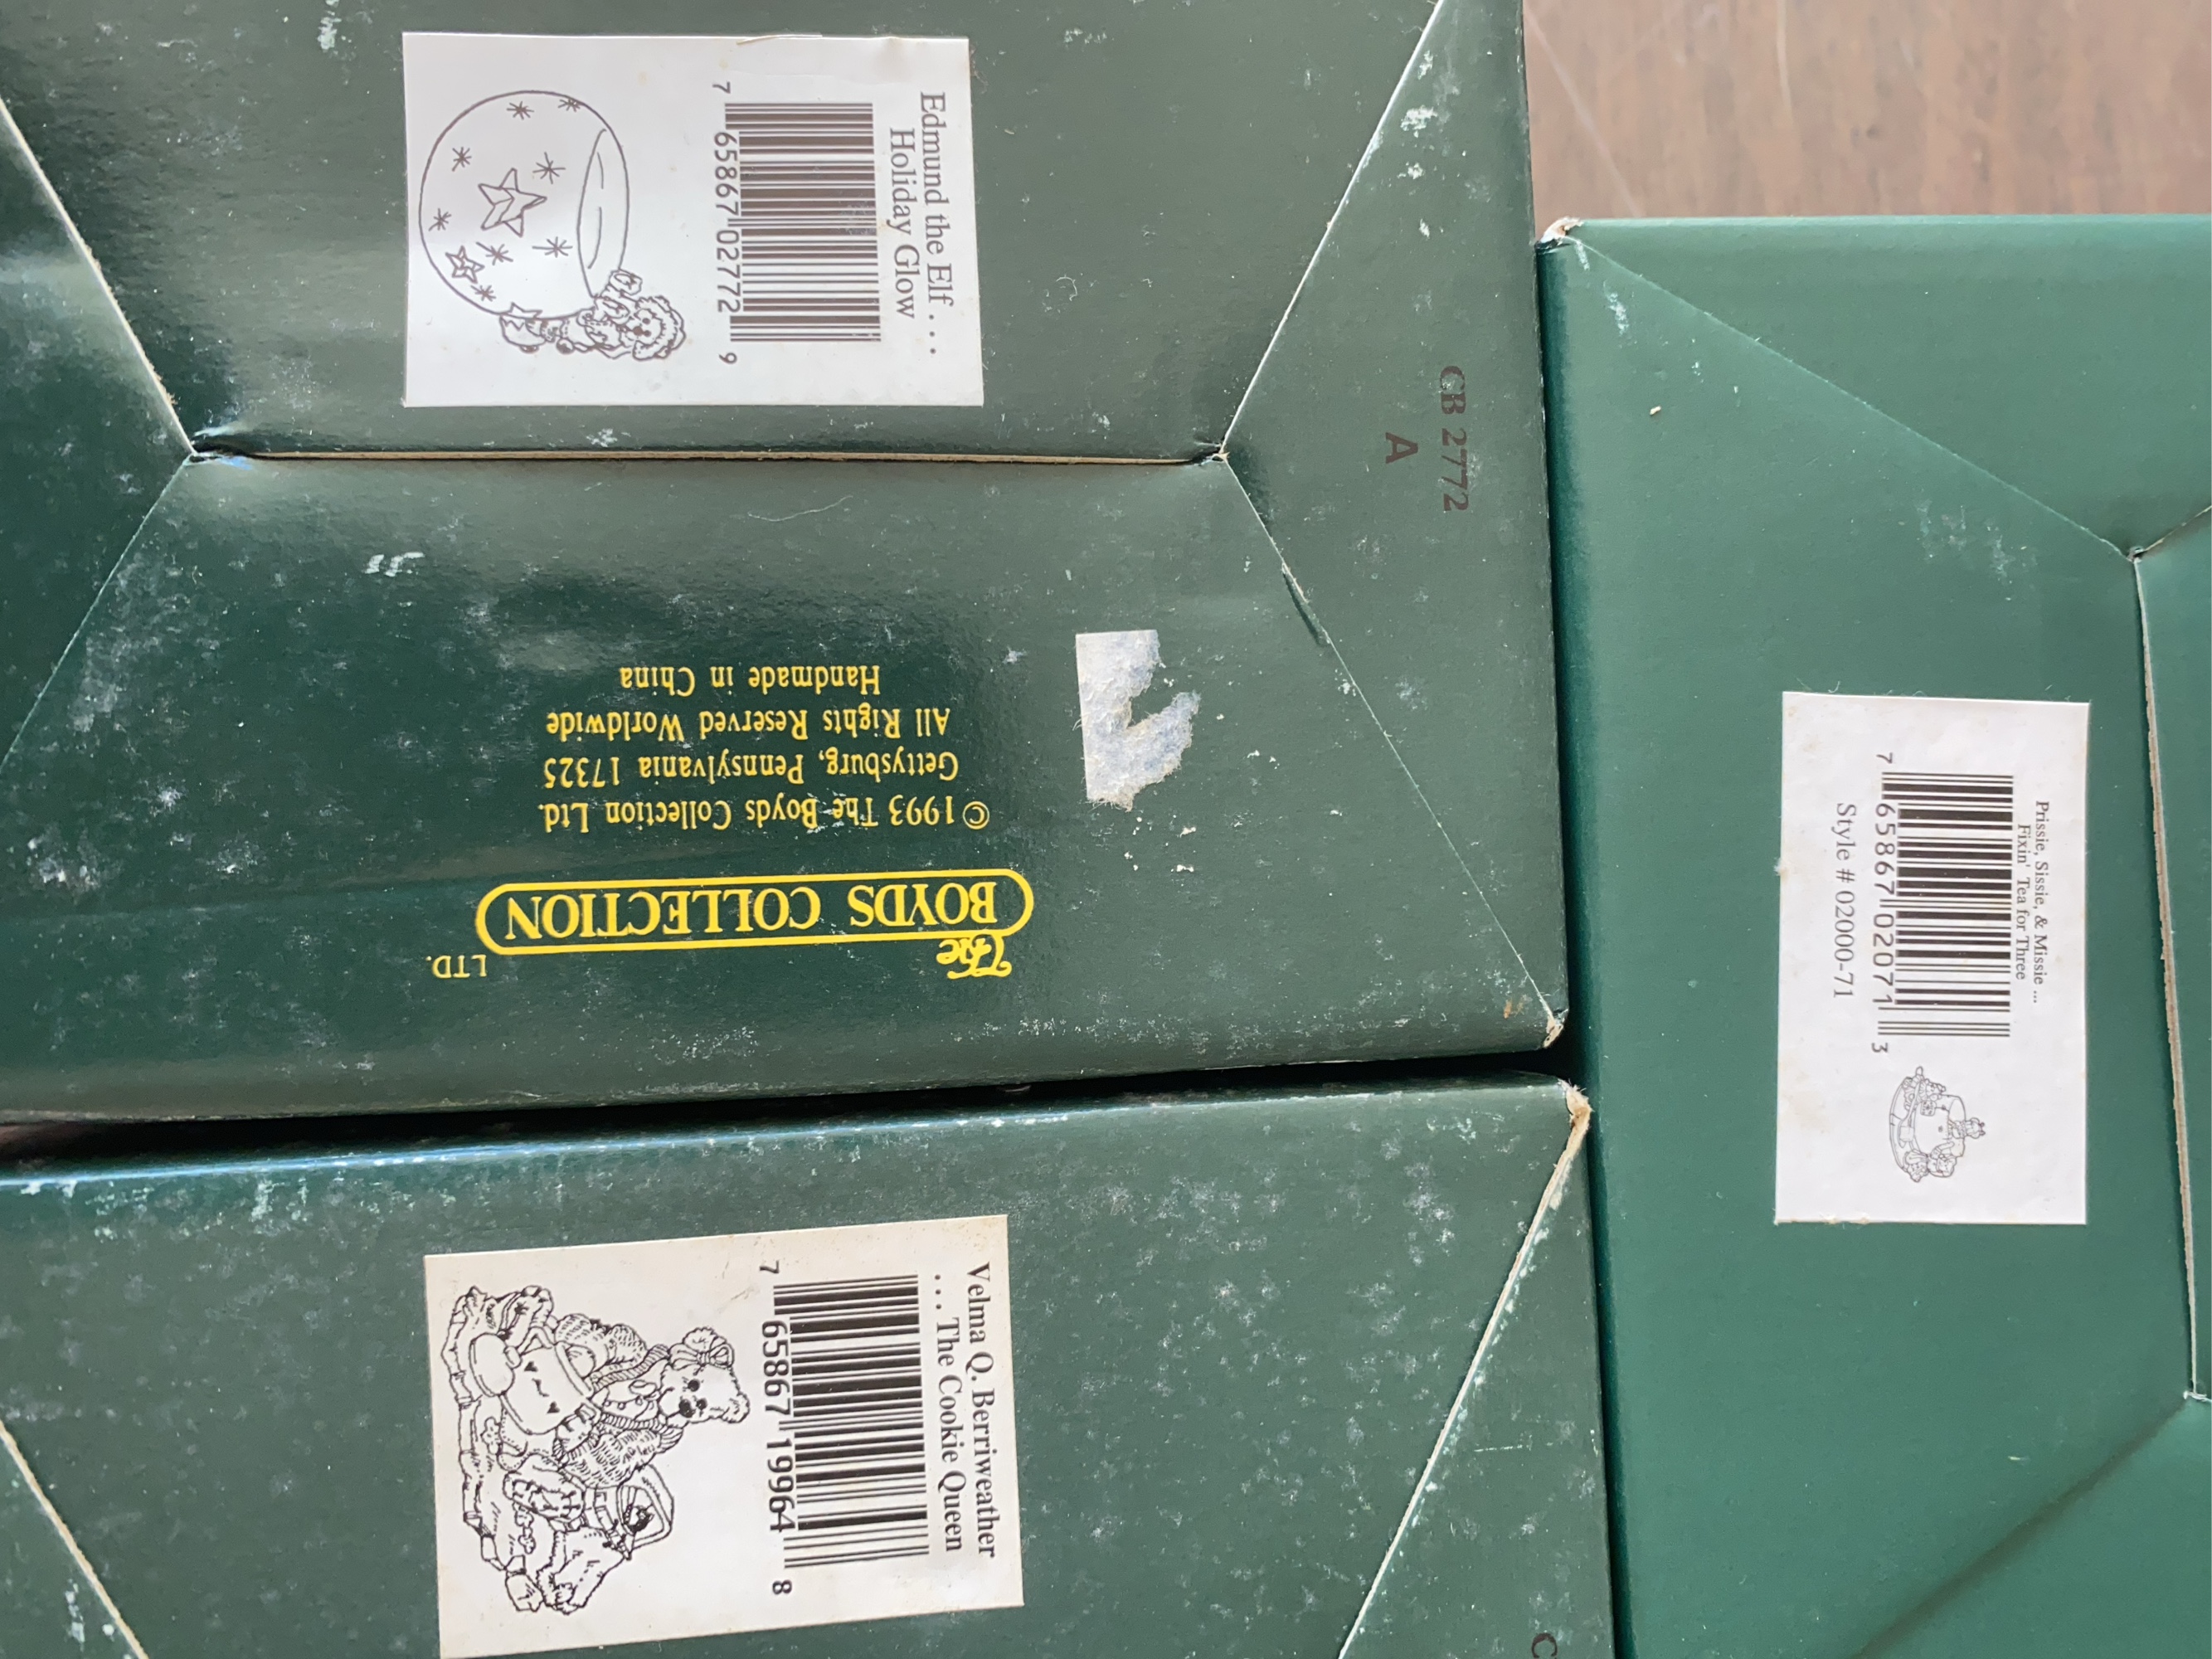 Edmund the Elf . . .
Holiday Glow
7 65867 02772 9
CB 2772
A
The
BOYDS COLLECTION
LTD.
©1993 The Boyds Collection Ltd.
Gettysburg, Pennsylvania 17325
All Rights Reserved Worldwide
Handmade in China
Prissie, Sissie, & Missie ...
Fixin' Tea for Three
7 65867 02071 3
Style # 02000-71
Velma Q. Berriweather
. . . The Cookie Queen
7 65867 19964 8
C